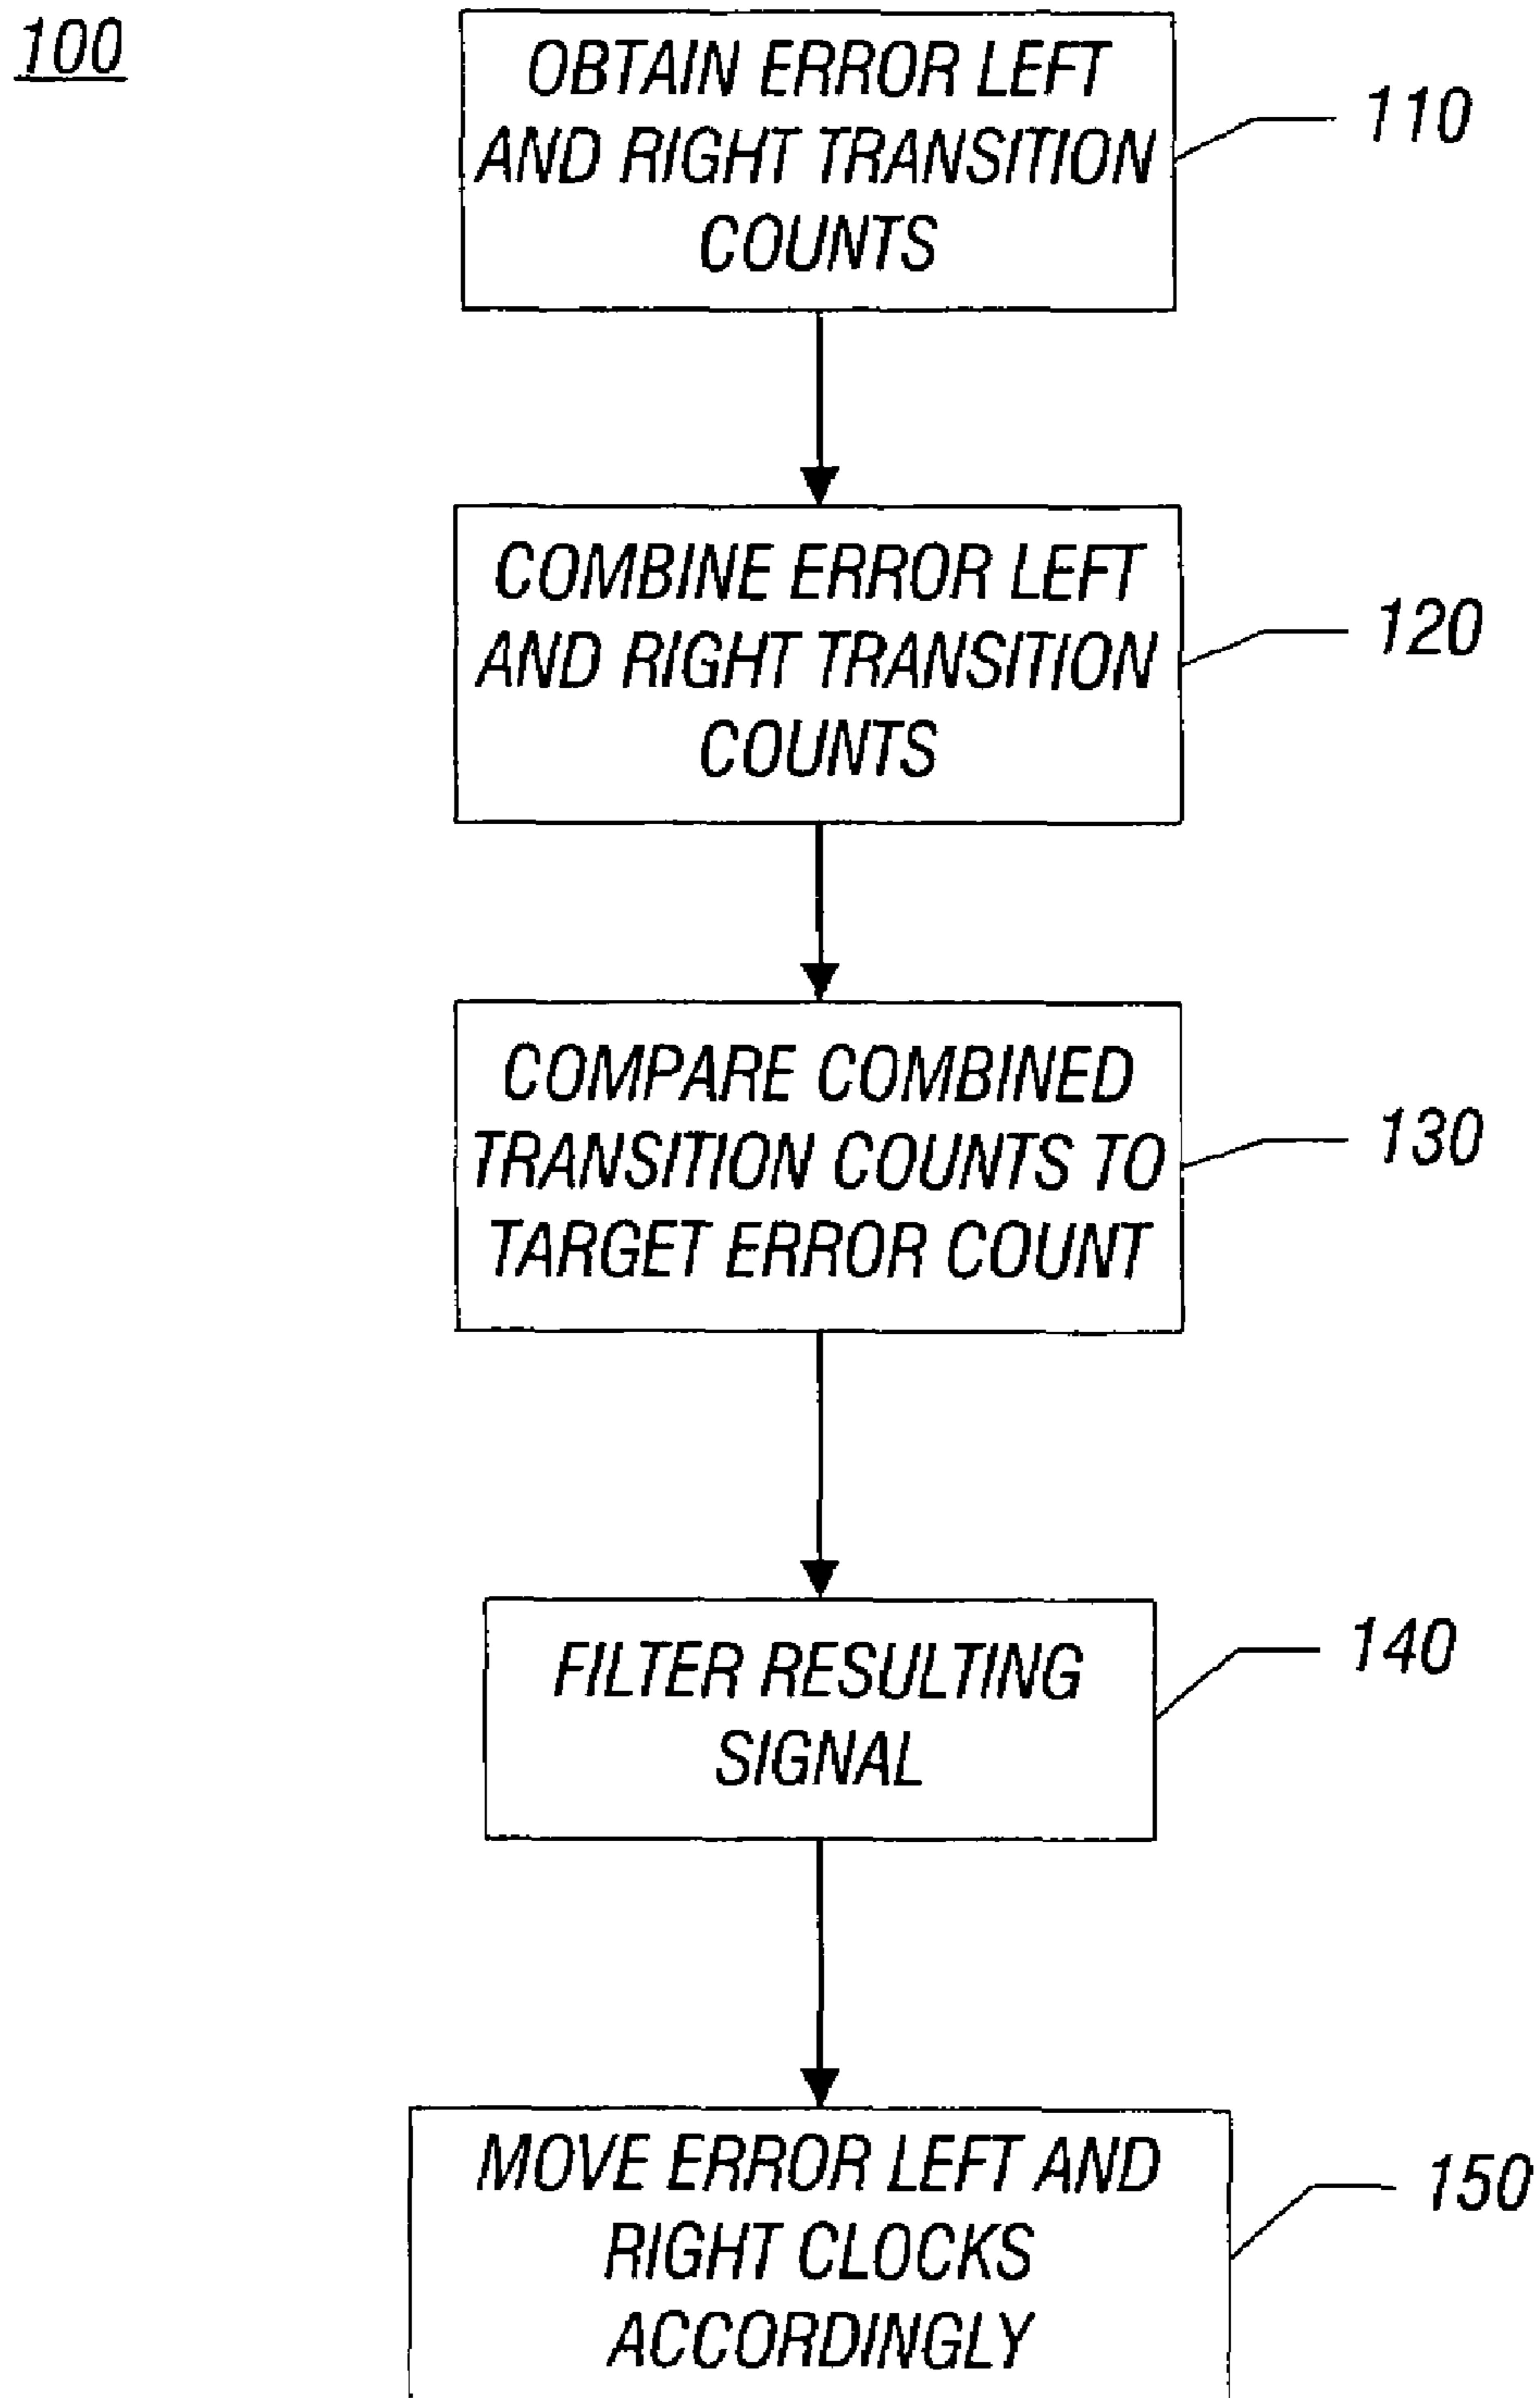 100
OBTAIN ERROR LEFT
AND RIGHT TRANSITION
COUNTS
110
COMBINE ERROR LEFT
AND RIGHT TRANSITION
COUNTS
120
COMPARE COMBINED
TRANSITION COUNTS TO
TARGET ERROR COUNT
130
FILTER RESULTING
SIGNAL
140
MOVE ERROR LEFT AND
RIGHT CLOCKS
ACCORDINGLY
150